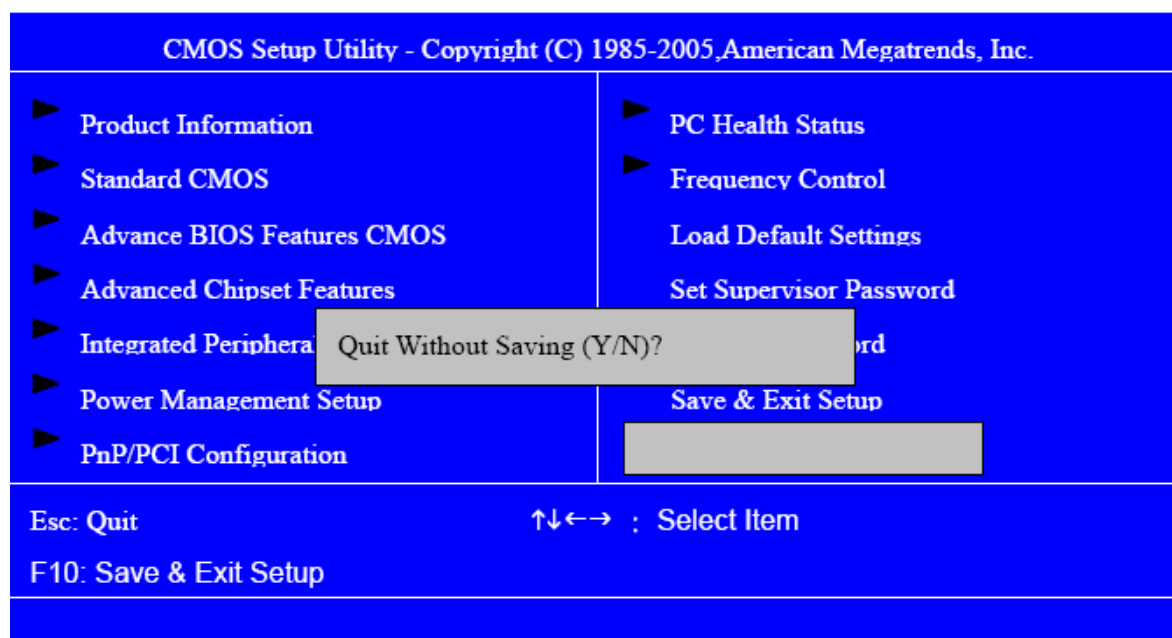 CMOS Setup Utility - Copyright (C) 1985-2005,American Megatrends, Inc.
Product Information
Standard CMOS
Advance BIOS Features CMOS
Advanced Chipset Features
Integrated Periphera
Power Management Setup
PnP/PCI Configuration
PC Health Status
Frequency Control
Load Default Settings
Set Supervisor Password
Save & Exit Setup
Quit Without Saving (Y/N)?
Esc: Quit
↑↓←→ : Select Item
F10: Save & Exit Setup